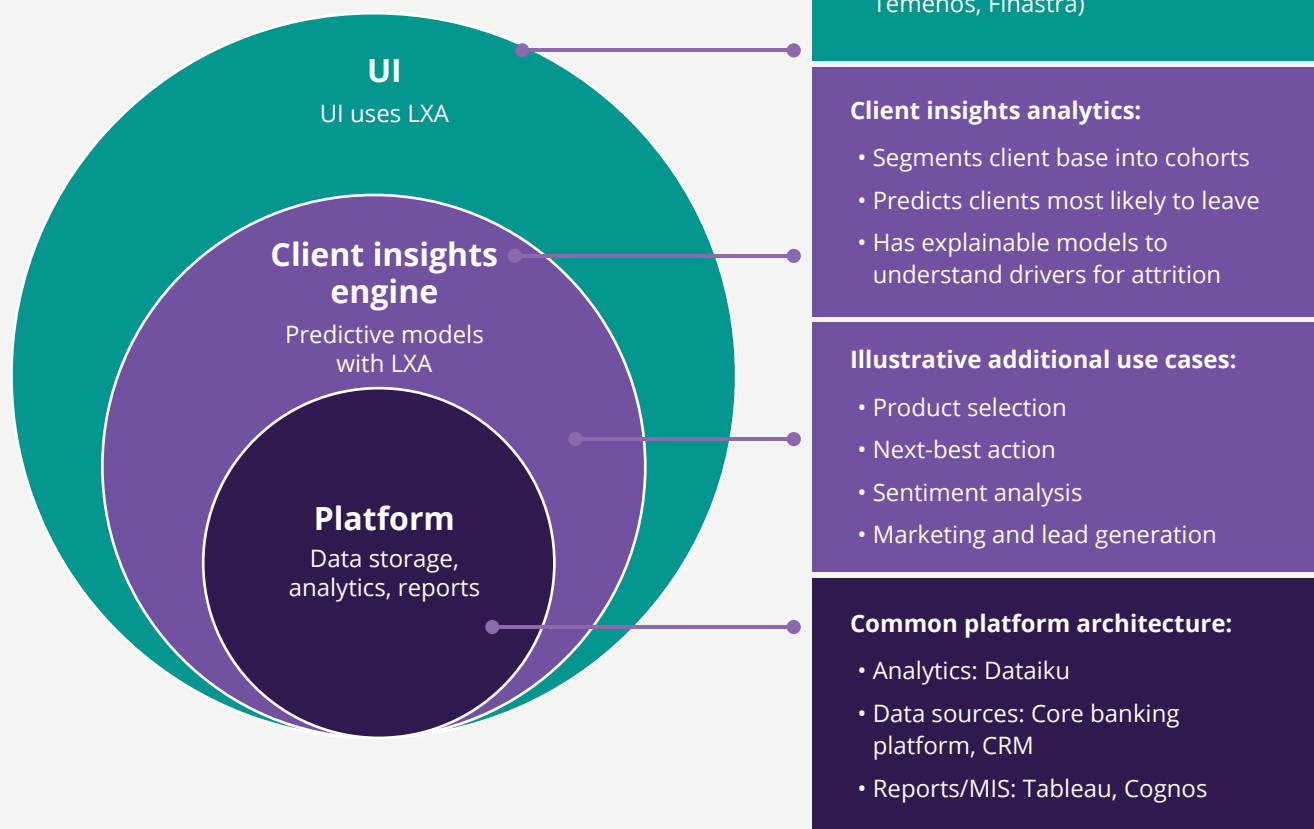 UI
UI uses LXA
Client insights
engine
Predictive models
with LXA
Platform
Data storage,
analytics, reports
Temenos, Finastra)
Client insights analytics:
• Segments client base into cohorts
• Predicts clients most likely to leave
• Has explainable models to
understand drivers for attrition
Illustrative additional use cases:
• Product selection
• Next-best action
• Sentiment analysis
• Marketing and lead generation
Common platform architecture:
• Analytics: Dataiku
• Data sources: Core banking
platform, CRM
• Reports/MIS: Tableau, Cognos